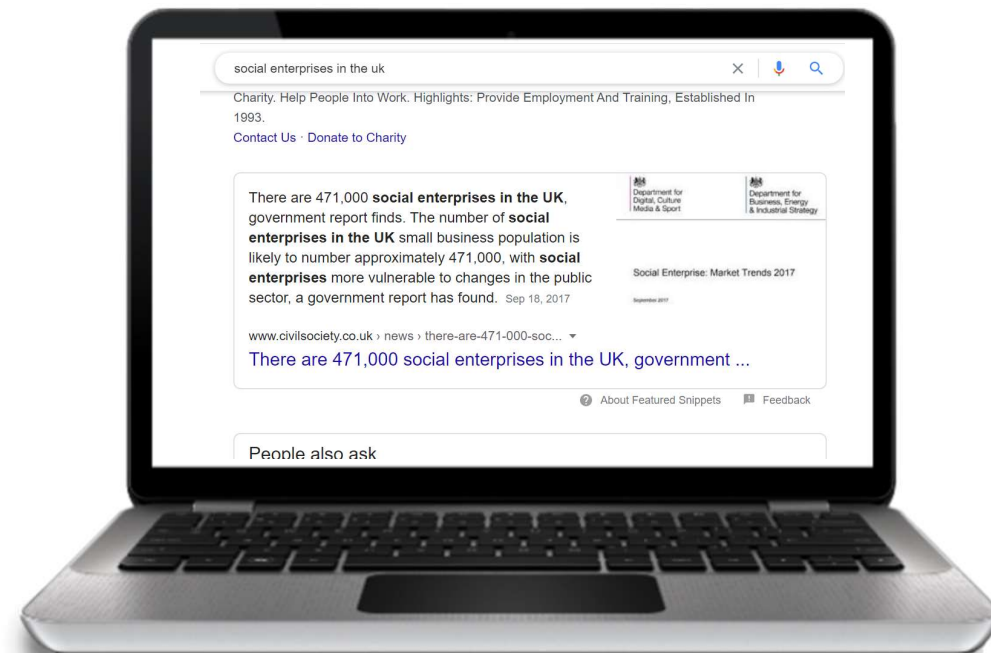 social enterprises in the uk
Charity. Help People Into Work. Highlights: Provide Employment And Training, Established In
1993.
Contact Us · Donate to Charity
There are 471,000 social enterprises in the UK,
government report finds. The number of social
enterprises in the UK small business population is
likely to number approximately 471,000, with social
enterprises more vulnerable to changes in the public
sector, a government report has found. Sep 18, 2017
Department for
Digital, Culture
Media & Sport
Department for
Business, Energy
& Industrial Strategy
Social Enterprise: Market Trends 2017
September 2017
www.civilsociety.co.uk › news › there-are-471-000-soc...
There are 471,000 social enterprises in the UK, government ...
About Featured Snippets
Feedback
People also ask